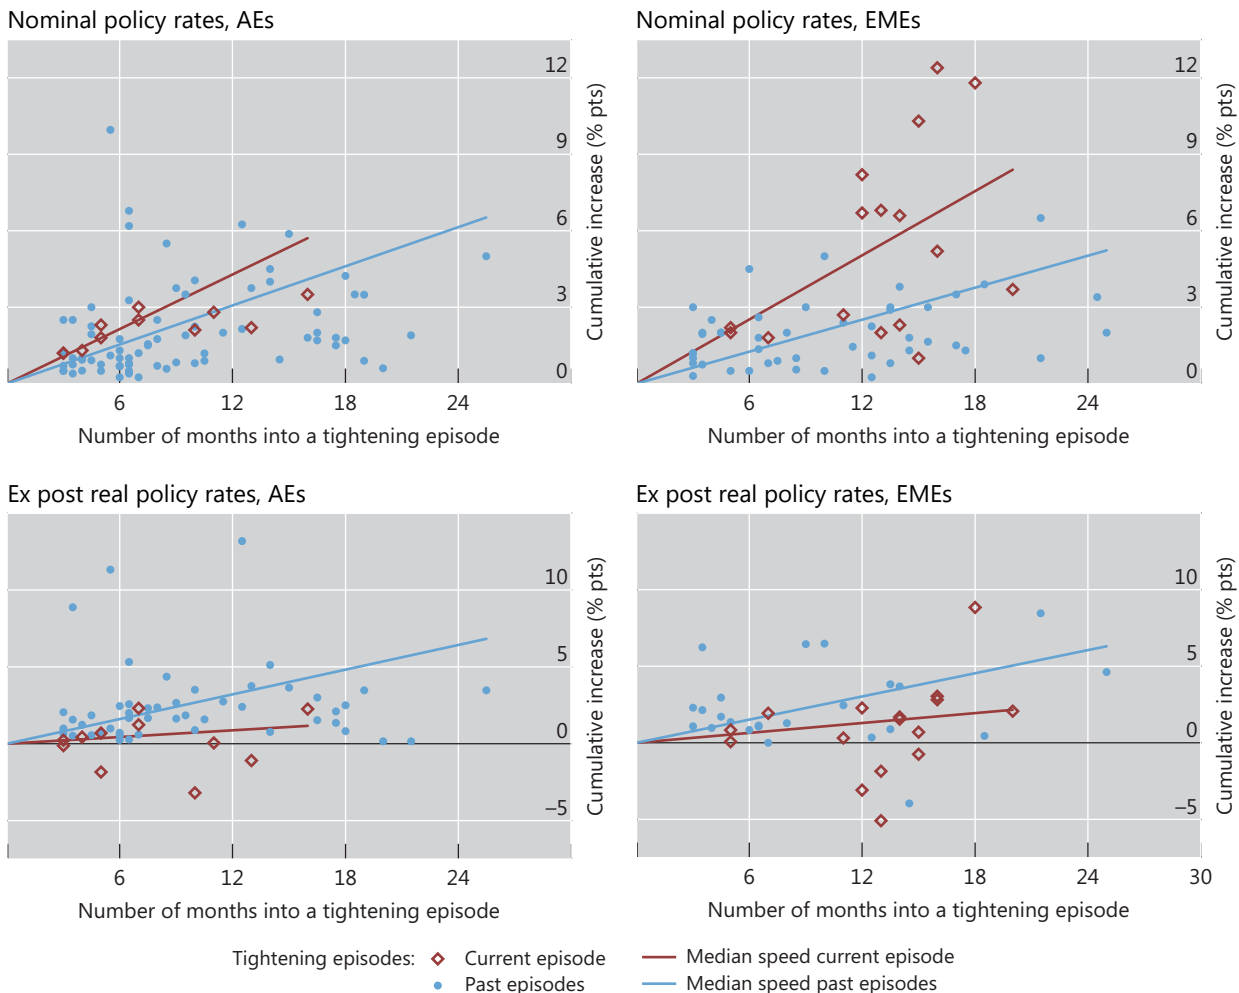 Nominal policy rates, AEs
12
9
6
3
0
Cumulative increase (% pts)
6 12 18 24
Number of months into a tightening episode
Nominal policy rates, EMEs
12
9
6
3
0
Cumulative increase (% pts)
6 12 18 24
Number of months into a tightening episode
Ex post real policy rates, AEs
10
5
0
–5
Cumulative increase (% pts)
6 12 18 24
Number of months into a tightening episode
Ex post real policy rates, EMEs
10
5
0
–5
Cumulative increase (% pts)
6 12 18 24 30
Number of months into a tightening episode
Tightening episodes: Current episode Median speed current episode
Past episodes Median speed past episodes